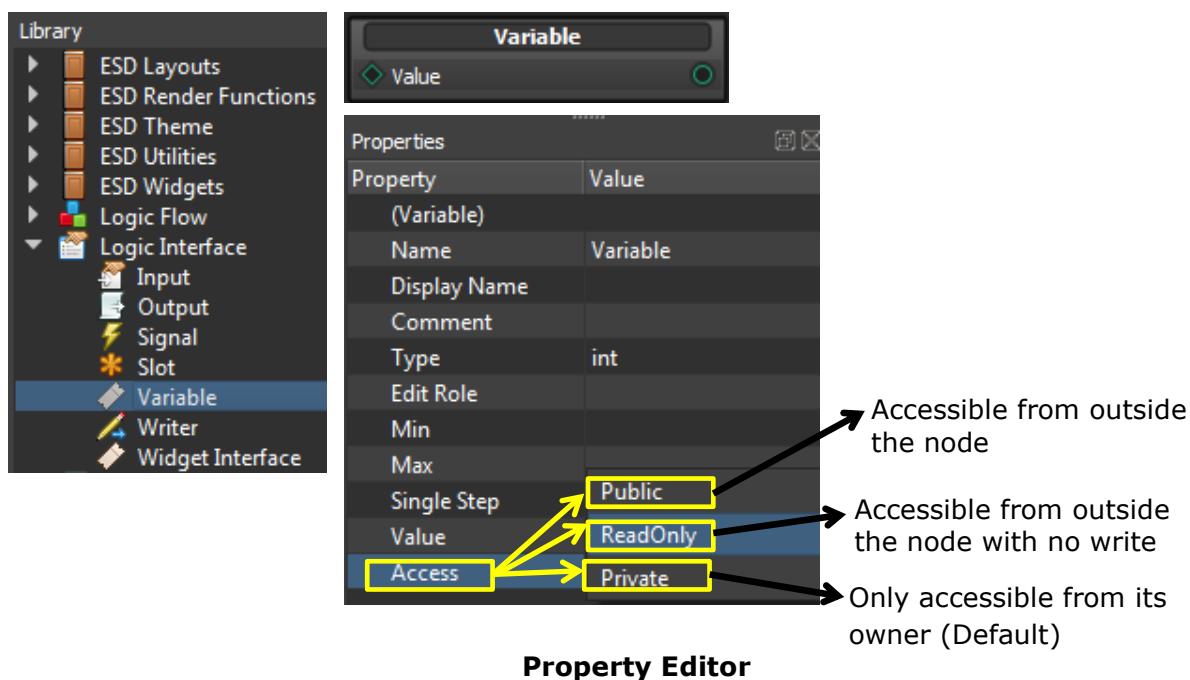 Library
ESD Layouts
ESD Render Functions
ESD Theme
ESD Utilities
ESD Widgets
Logic Flow
Logic Interface
Input
Output
Signal
Slot
Variable
Writer
Widget Interface
Variable
Value
Properties
Property Value
(Variable)
Name Variable
Display Name
Comment
Type int
Edit Role
Min
Max
Single Step
Value
Access
Public
ReadOnly
Private
Accessible from outside
the node
Accessible from outside
the node with no write
Only accessible from its
owner (Default)
Property Editor